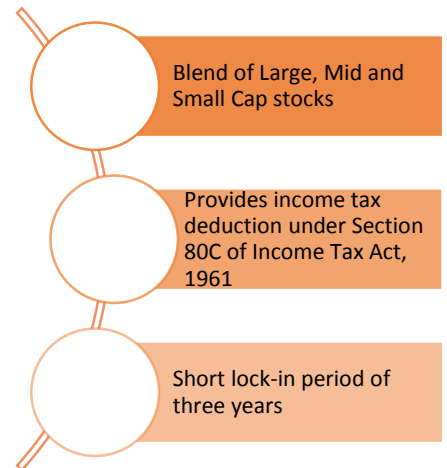 Blend of Large, Mid and
Small Cap stocks
Provides income tax
deduction under Section
80C of Income Tax Act,
1961
Short lock-in period of
three years